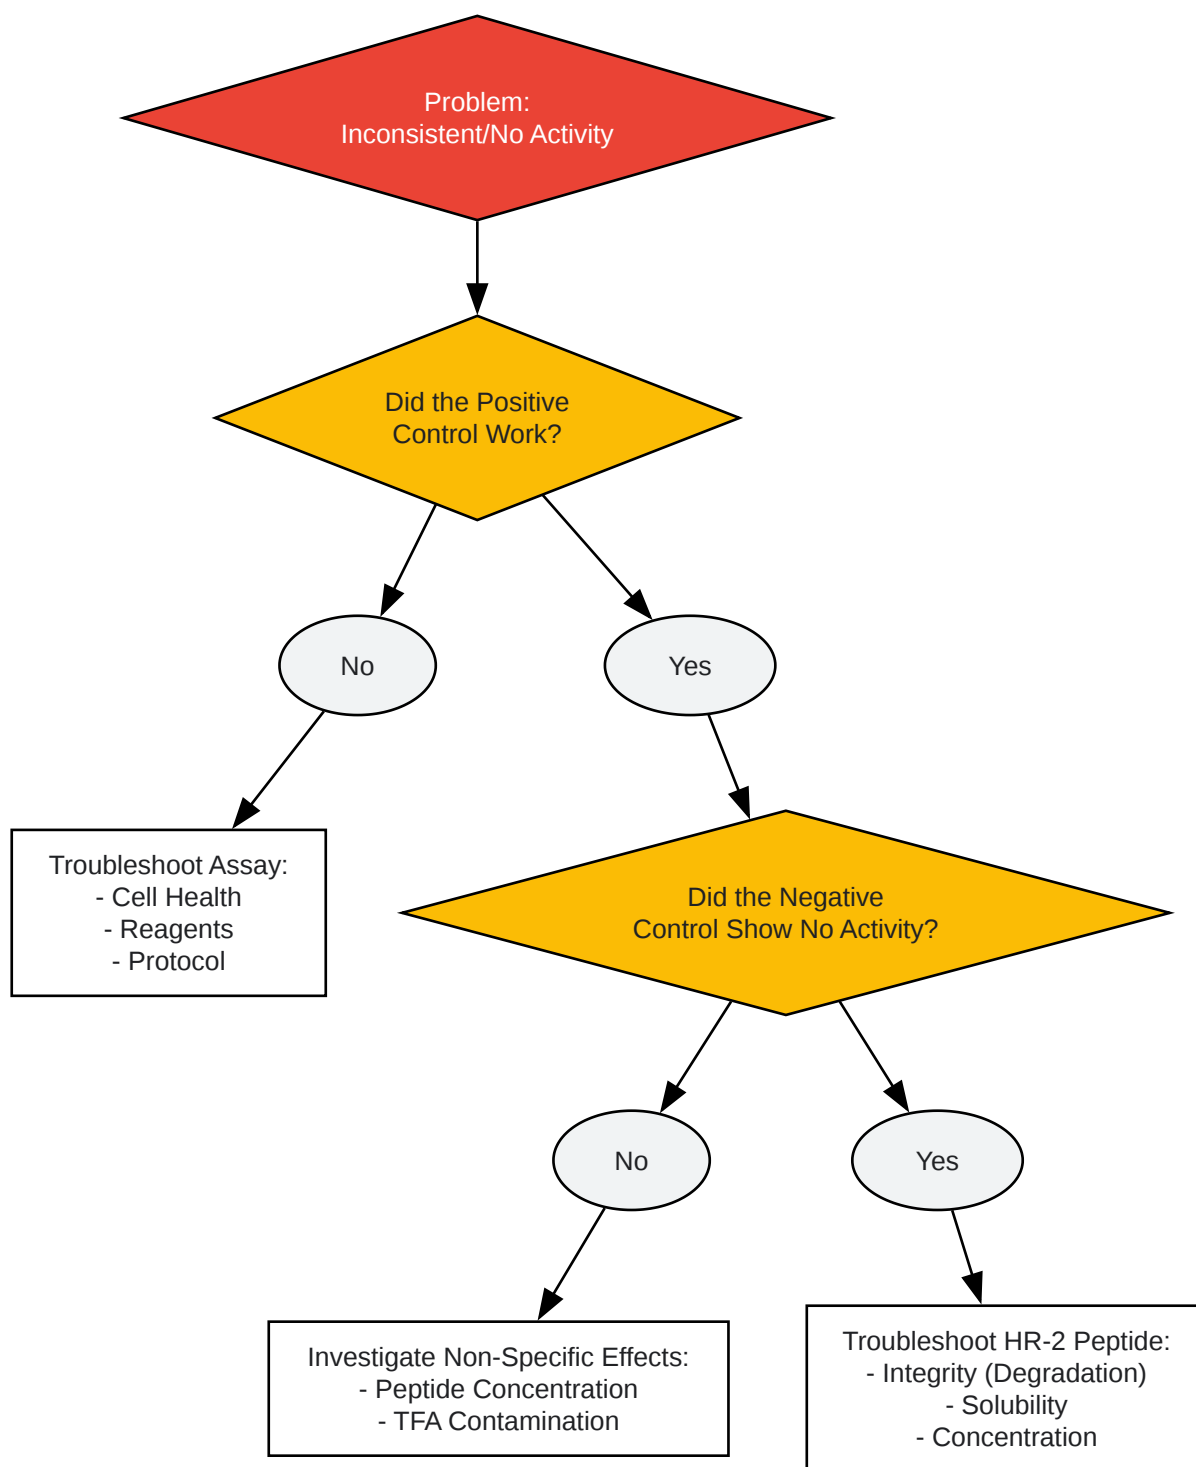 Problem:
Inconsistent/No Activity
Did the Positive
Control Work?
No
Yes
Troubleshoot Assay:
- Cell Health
- Reagents
- Protocol
Did the Negative
Control Show No Activity?
No
Yes
Investigate Non-Specific Effects:
- Peptide Concentration
- TFA Contamination
Troubleshoot HR-2 Peptide:
- Integrity (Degradation)
- Solubility
- Concentration